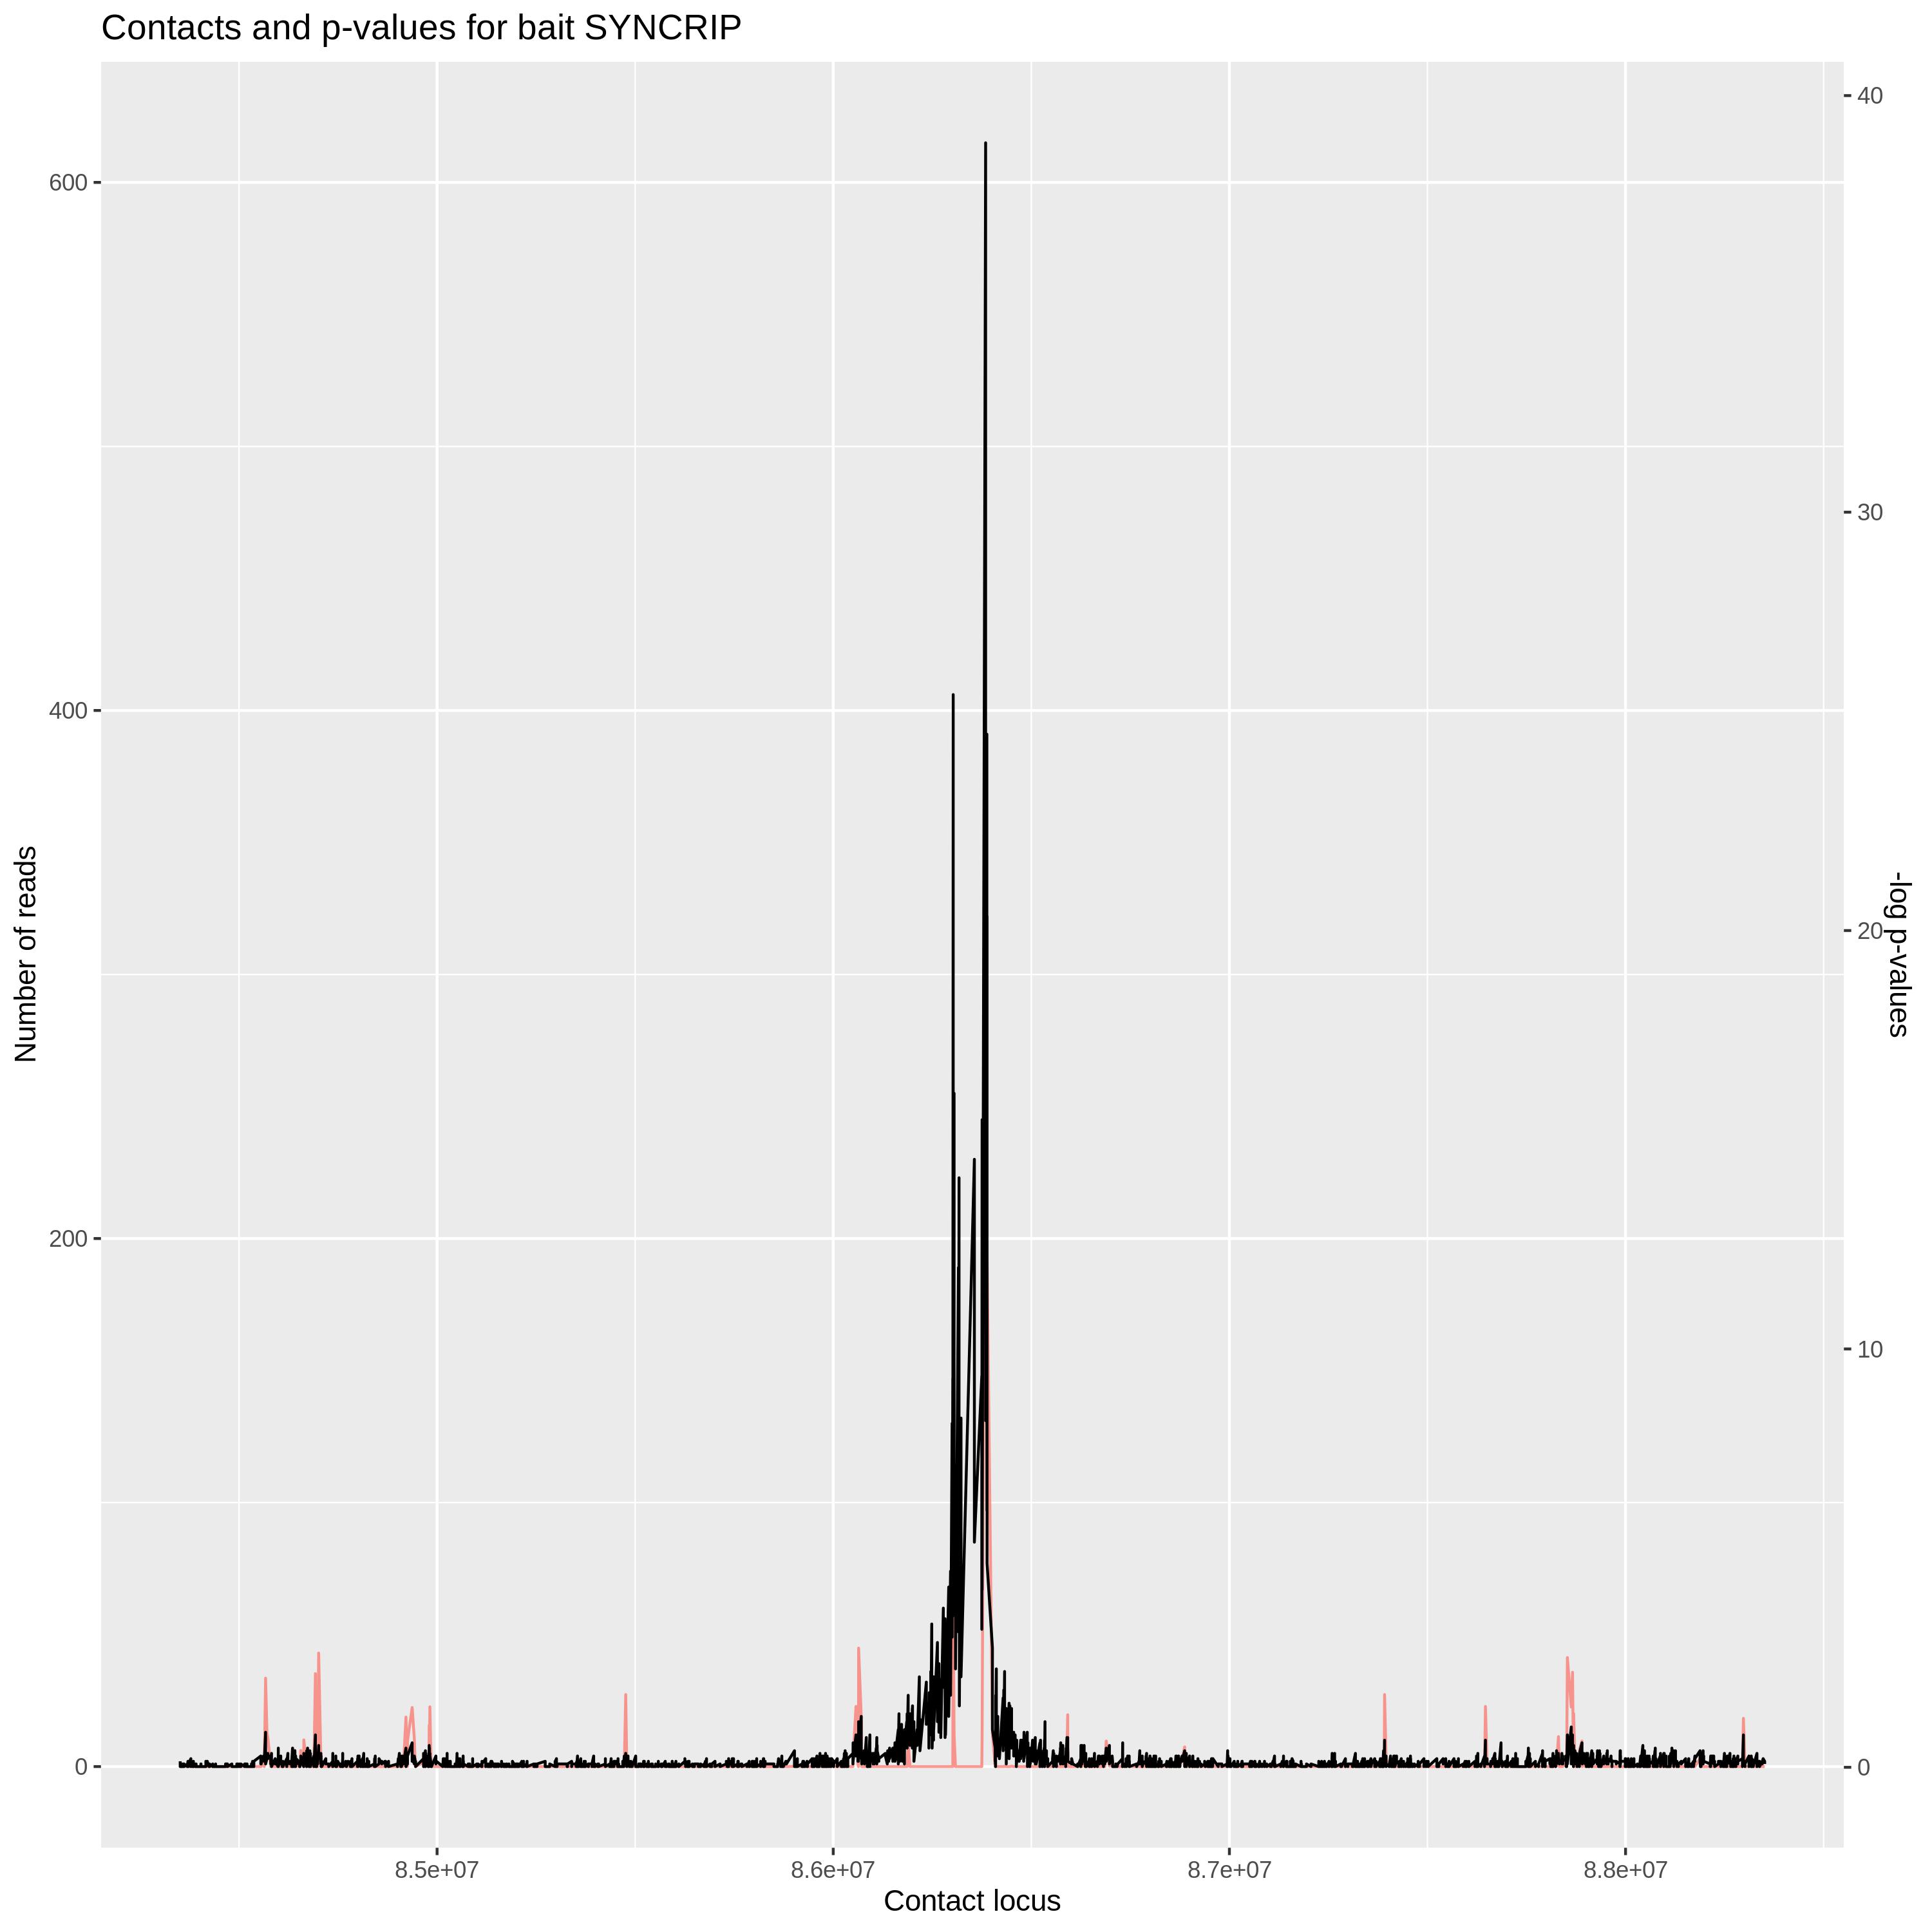 Contacts and p-values for bait SYNCRIP
600
400
200
0
Number of reads
40
30
20
10
0
-log p-values
8.5e+07
8.6e+07
8.7e+07
8.8e+07
Contact locus